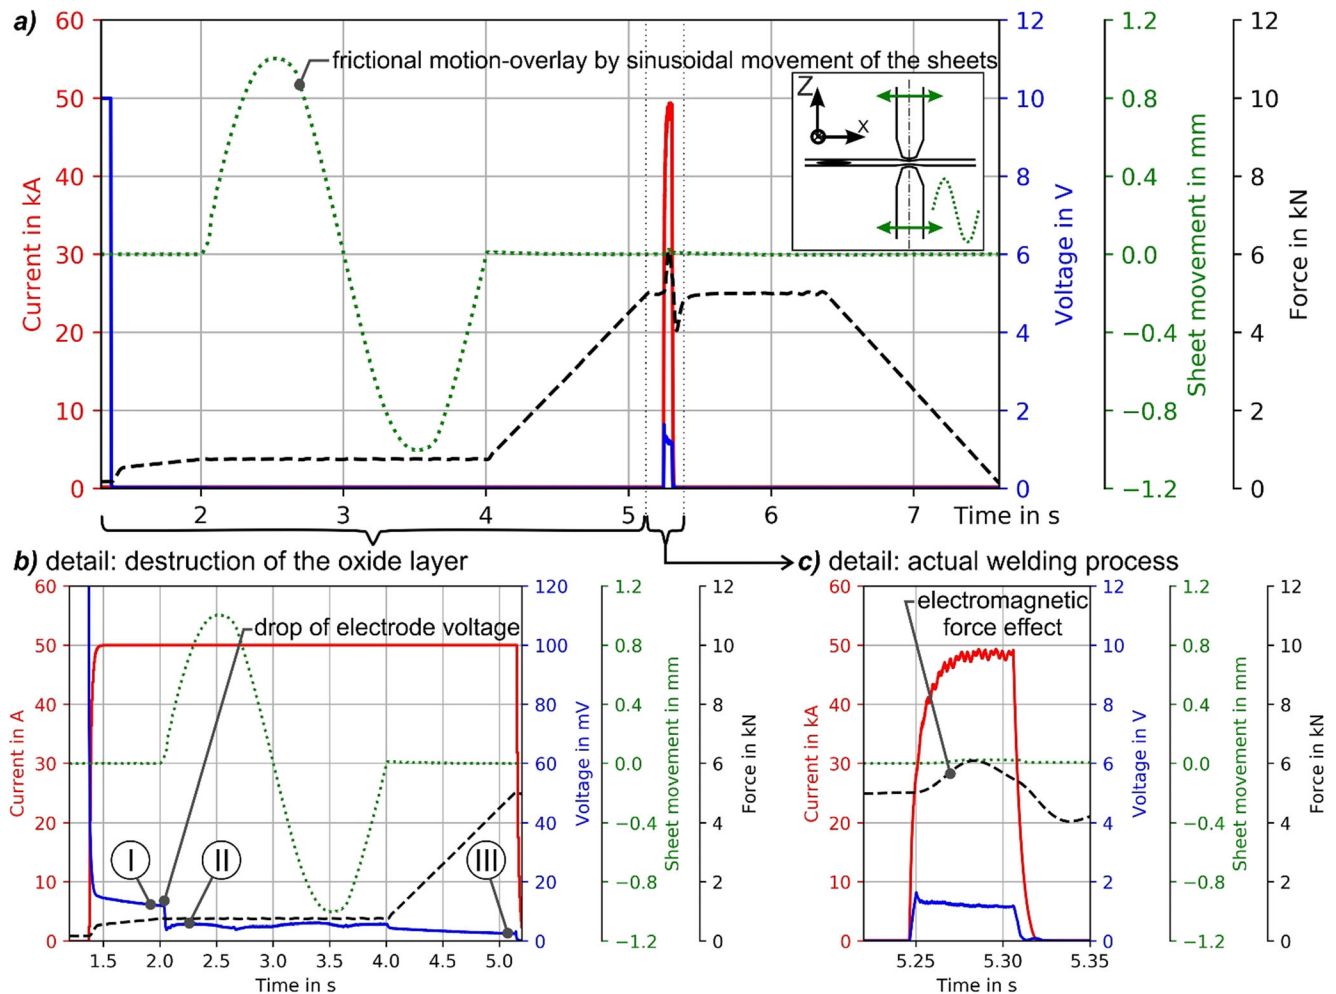 a)
60
50
40
30
20
10
0
Current in kA
frictional motion-overlay by sinusoidal movement of the sheets
Z
x
12
10
8
6
4
2
0
Voltage in V
1.2
0.8
0.4
0.0
−0.4
−0.8
−1.2
Sheet movement in mm
12
10
8
6
4
2
0
Force in kN
2 3 4 5 6 7 Time in s
b) detail: destruction of the oxide layer
60
50
40
30
20
10
0
Current in A
drop of electrode voltage
I
II
III
120
100
80
60
40
20
0
Voltage in mV
1.2
0.8
0.4
0.0
−0.4
−0.8
−1.2
Sheet movement in mm
12
10
8
6
4
2
0
Force in kN
1.5 2.0 2.5 3.0 3.5 4.0 4.5 5.0
Time in s
c) detail: actual welding process
60
50
40
30
20
10
0
Current in kA
electromagnetic
force effect
12
10
8
6
4
2
0
Voltage in V
1.2
0.8
0.4
0.0
−0.4
−0.8
−1.2
Sheet movement in mm
12
10
8
6
4
2
0
Force in kN
5.25 5.30 5.35
Time in s